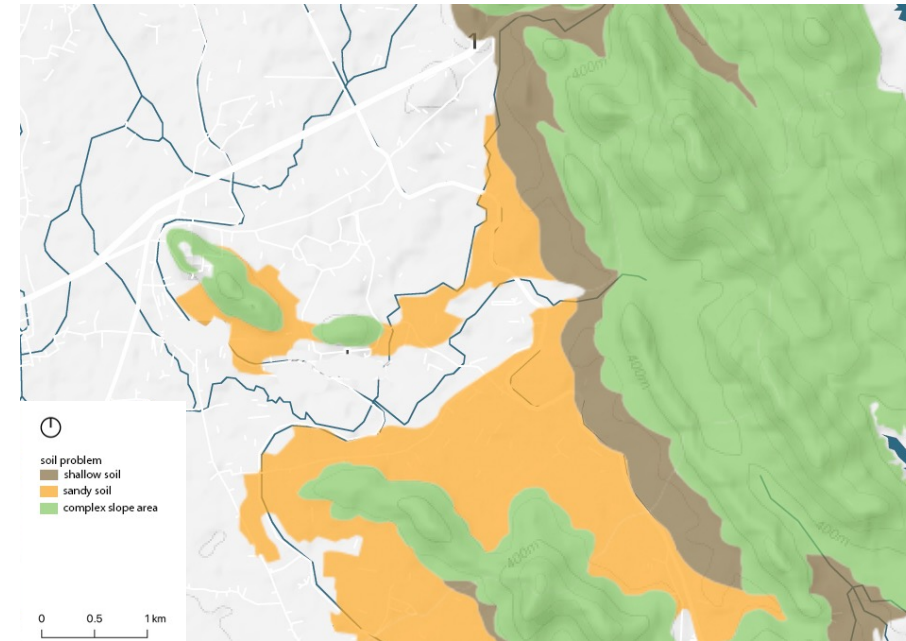 1
400m
400m
400m
400m
soil problem
shallow soil
sandy soil
complex slope area
0 0.5 1 km